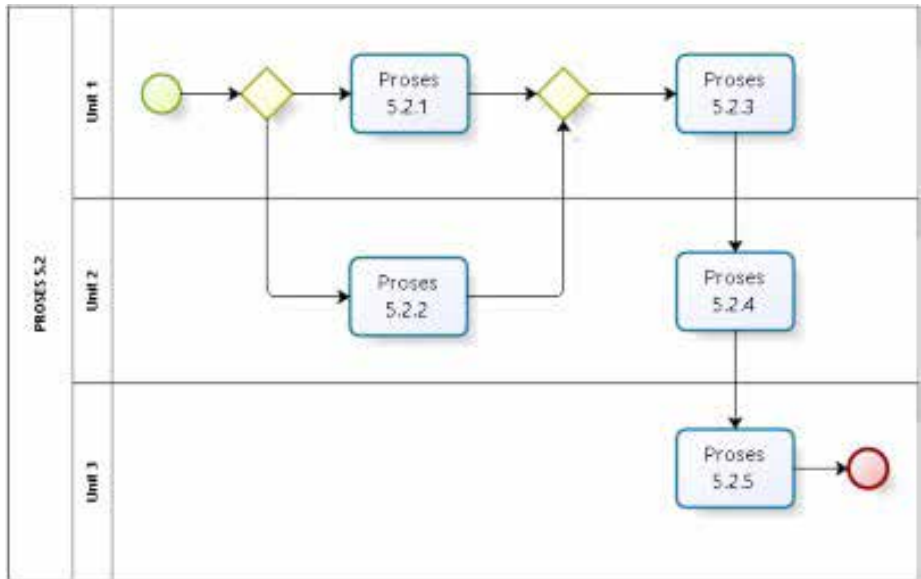 PROSES 5.2
Unit 1
Proses
5.2.1
Proses
5.2.3
Unit 2
Proses
5.2.2
Proses
5.2.4
Unit 3
Proses
5.2.5